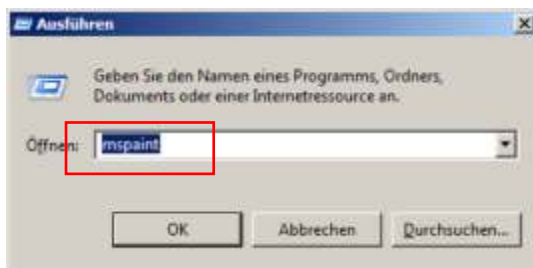 Ausführen
Geben Sie den Namen eines Programms, Ordners,
Dokuments oder einer Internetressource an.
Öffnen: mspaint
OK Abbrechen Durchsuchen...